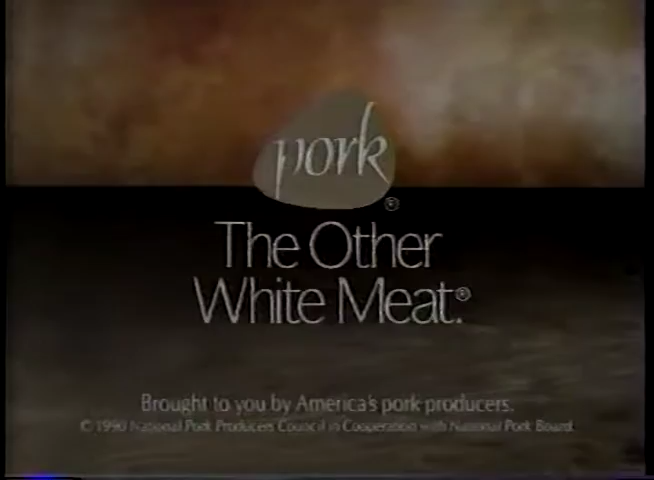 pork
®
The Other
White Meat.®
Brought to you by America's pork producers.
© 1990 National Pork Producers Council in Cooperation with National Pork Board.